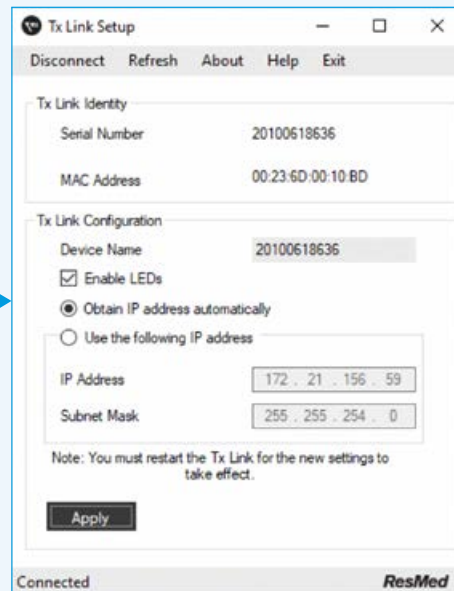 Tx Link Setup
Disconnect Refresh About Help Exit
Tx Link Identity
Serial Number 20100618636
MAC Address 00:23:6D:00:10:BD
Tx Link Configuration
Device Name 20100618636
Enable LEDs
Obtain IP address automatically
Use the following IP address
IP Address 172 . 21 . 156 . 59
Subnet Mask 255 . 255 . 254 . 0
Note: You must restart the Tx Link for the new settings to
take effect.
Apply
Connected ResMed